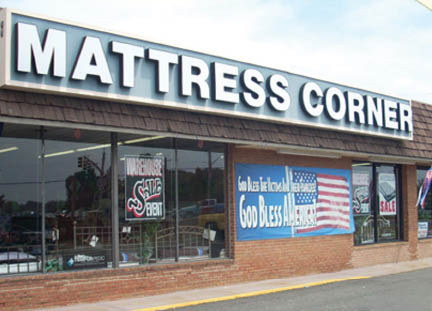 MATTRESS CORNER
WAREHOUSE
SALE
EVENT
GOD BLESS THE VICTIMS AND THEIR FAMILIES
GOD BLESS AMERICA!
SALE